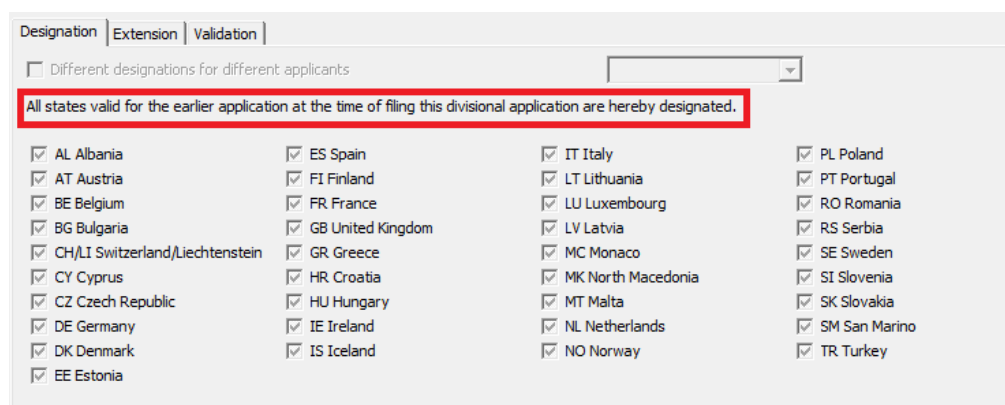 Designation Extension Validation
Different designations for different applicants
All states valid for the earlier application at the time of filing this divisional application are hereby designated.
AL Albania ES Spain IT Italy PL Poland
AT Austria FI Finland LT Lithuania PT Portugal
BE Belgium FR France LU Luxembourg RO Romania
BG Bulgaria GB United Kingdom LV Latvia RS Serbia
CH/LI Switzerland/Liechtenstein GR Greece MC Monaco SE Sweden
CY Cyprus HR Croatia MK North Macedonia SI Slovenia
CZ Czech Republic HU Hungary MT Malta SK Slovakia
DE Germany IE Ireland NL Netherlands SM San Marino
DK Denmark IS Iceland NO Norway TR Turkey
EE Estonia